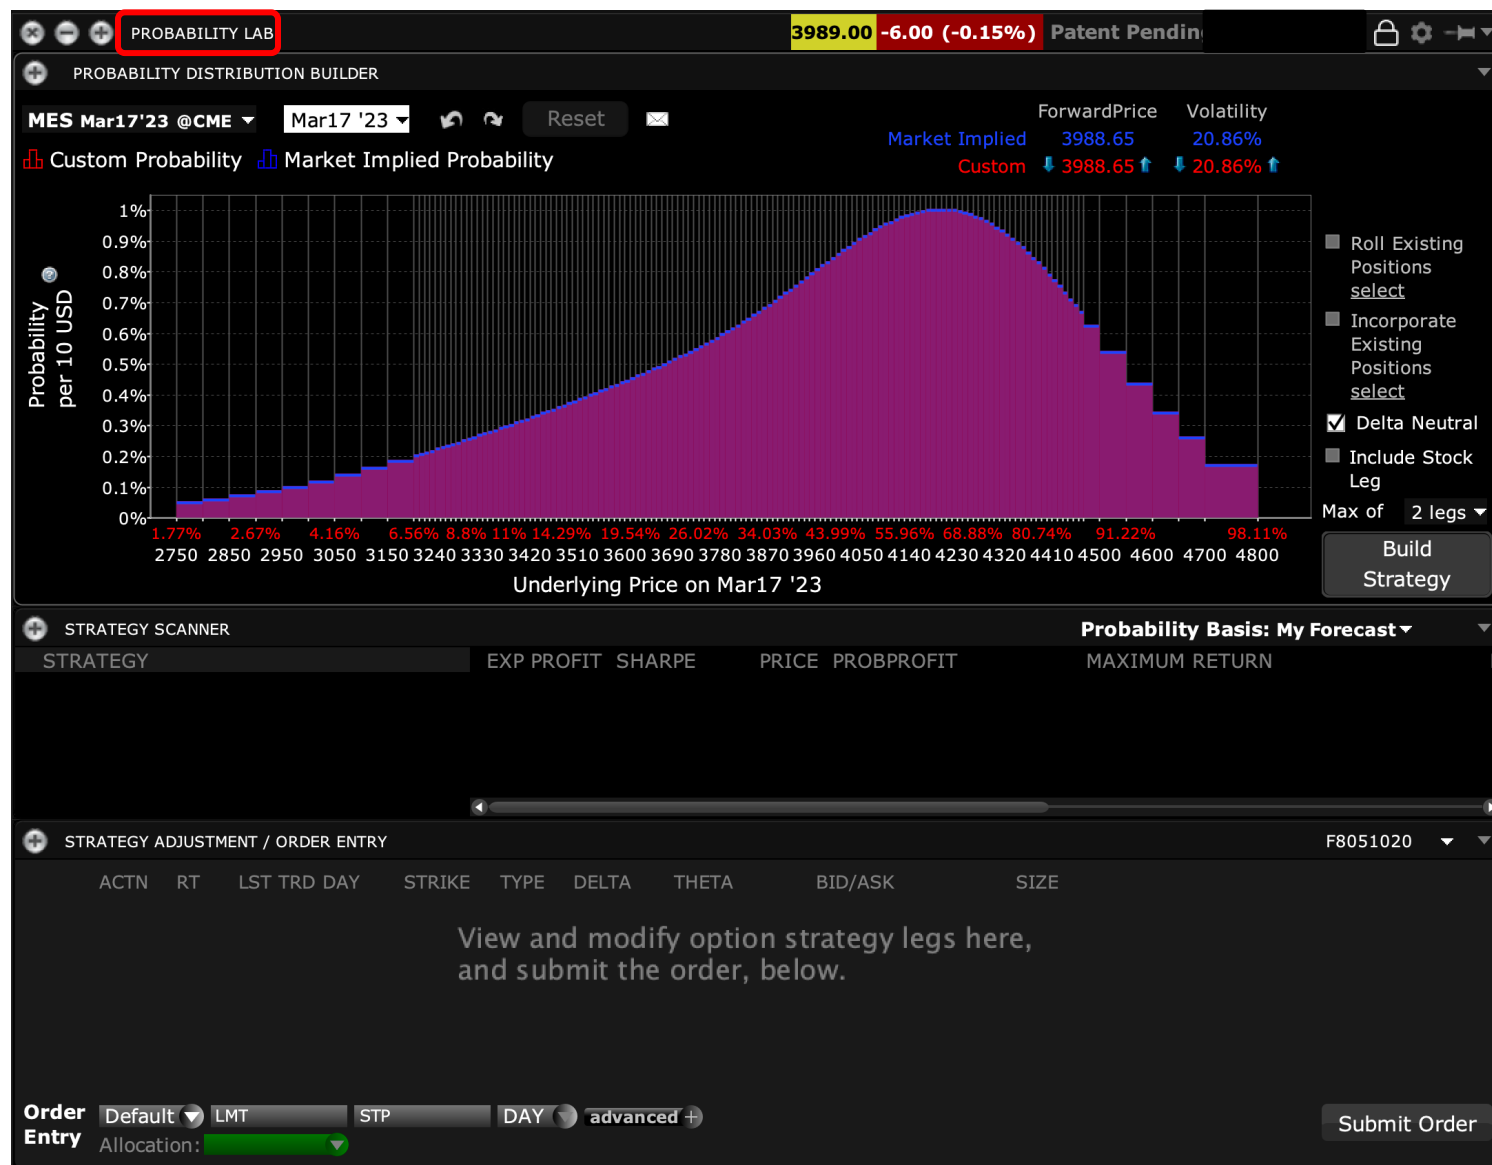 PROBABILITY LAB
3989.00 -6.00 (-0.15%) Patent Pendin
PROBABILITY DISTRIBUTION BUILDER
MES Mar17'23 @CME Mar17 '23 Reset
ForwardPrice Volatility
Market Implied 3988.65 20.86%
Custom 3988.65 20.86%
Custom Probability Market Implied Probability
Probability
per 10 USD
1%
0.9%
0.8%
0.7%
0.6%
0.5%
0.4%
0.3%
0.2%
0.1%
0%
1.77% 2.67% 4.16% 6.56% 8.8% 11% 14.29% 19.54% 26.02% 34.03% 43.99% 55.96% 68.88% 80.74% 91.22% 98.11%
2750 2850 2950 3050 3150 3240 3330 3420 3510 3600 3690 3780 3870 3960 4050 4140 4230 4320 4410 4500 4600 4700 4800
Underlying Price on Mar17 '23
Roll Existing
Positions
select
Incorporate
Existing
Positions
select
Delta Neutral
Include Stock
Leg
Max of 2 legs
Build
Strategy
STRATEGY SCANNER
Probability Basis: My Forecast
STRATEGY EXP PROFIT SHARPE PRICE PROBPROFIT MAXIMUM RETURN
STRATEGY ADJUSTMENT / ORDER ENTRY F8051020
ACTN RT LST TRD DAY STRIKE TYPE DELTA THETA BID/ASK SIZE
View and modify option strategy legs here,
and submit the order, below.
Order
Entry
Default LMT STP DAY advanced +
Allocation:
Submit Order